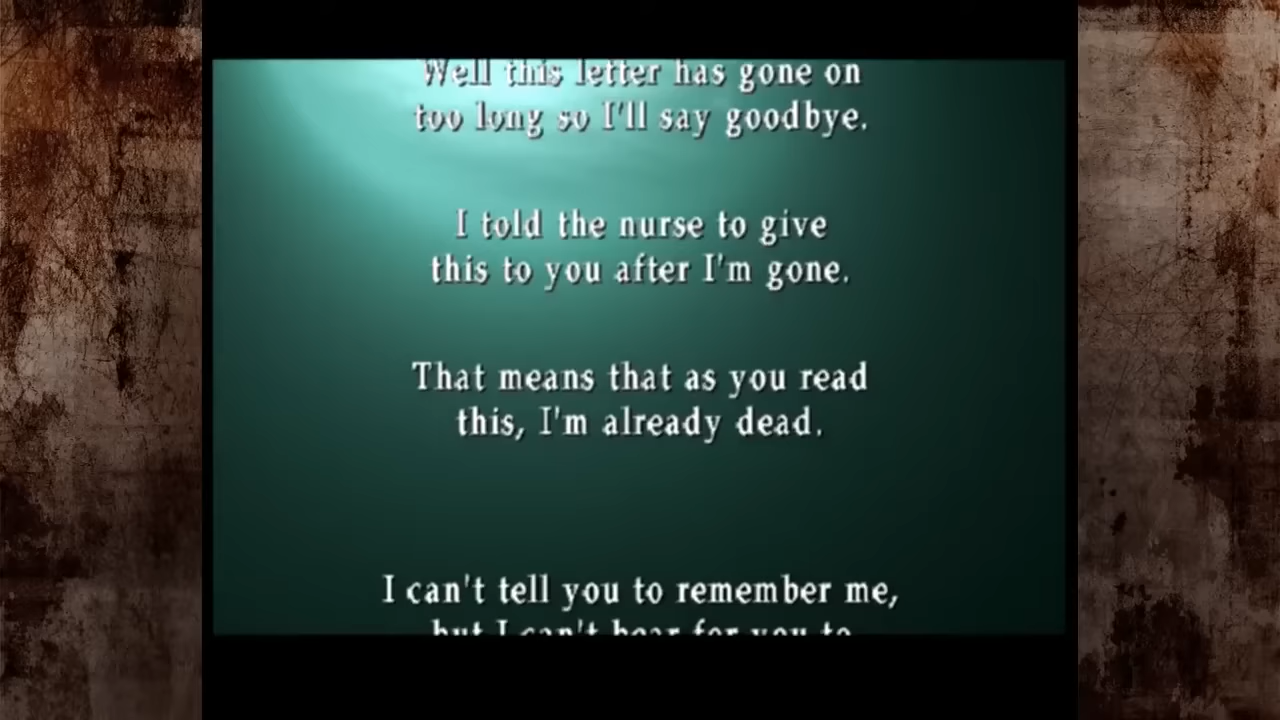 Well this letter has gone on
too long so I'll say goodbye.
I told the nurse to give
this to you after I'm gone.
That means that as you read
this, I'm already dead.
I can't tell you to remember me,
but I can't bear for you to